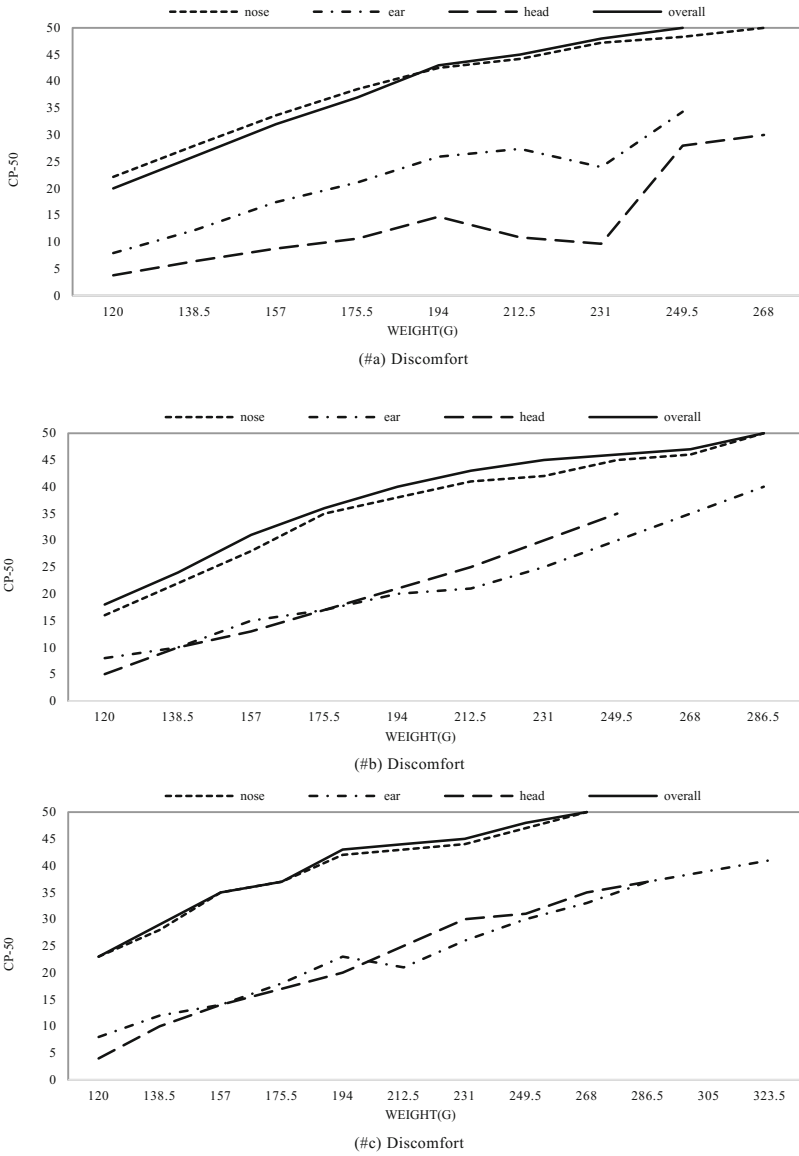 nose ear head overall
50
45
40
35
30
25
20
15
10
5
0
CP-50
120 138.5 157 175.5 194 212.5 231 249.5 268
WEIGHT(G)
(#a) Discomfort
nose ear head overall
50
45
40
35
30
25
20
15
10
5
0
CP-50
120 138.5 157 175.5 194 212.5 231 249.5 268 286.5
WEIGHT(G)
(#b) Discomfort
nose ear head overall
50
45
40
35
30
25
20
15
10
5
0
CP-50
120 138.5 157 175.5 194 212.5 231 249.5 268 286.5 305 323.5
WEIGHT(G)
(#c) Discomfort